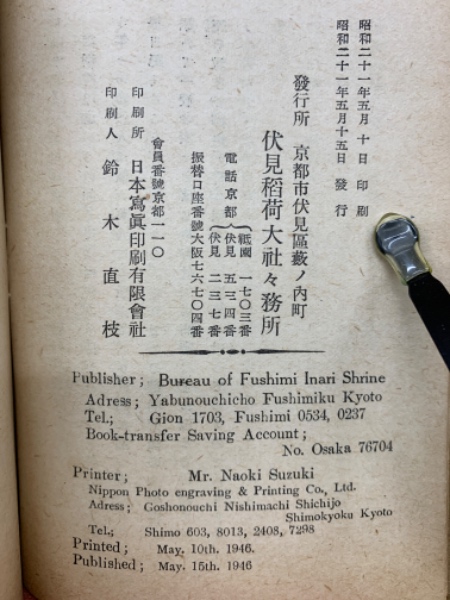 昭和二十一年五月十日 印刷
昭和二十一年五月十五日 發行
發行所 京都市伏見區藪ノ內町
伏見稻荷大社々務所
電話京都
祗園 一七〇三番
伏見 五三四番
伏見 二三七番
振替口座番號大阪七六七〇四番
會員番號京都一一〇
印刷所 日本寫眞印刷有限會社
印刷人 鈴木直枝
Publisher; Bureau of Fushimi Inari Shrine
Adress; Yabunouchicho Fushimiku Kyoto
Tel.; Gion 1703, Fushimi 0534, 0237
Book-transfer Saving Account;
No. Osaka 76704
Printer; Mr. Naoki Suzuki
Nippon Photo engraving & Printing Co., Ltd.
Adress; Goshonouchi Nishimachi Shichijo
Shimokyoku Kyoto
Tel.; Shimo 603, 8013, 2408, 7298
Printed; May. 10th. 1946.
Published; May. 15th 1946